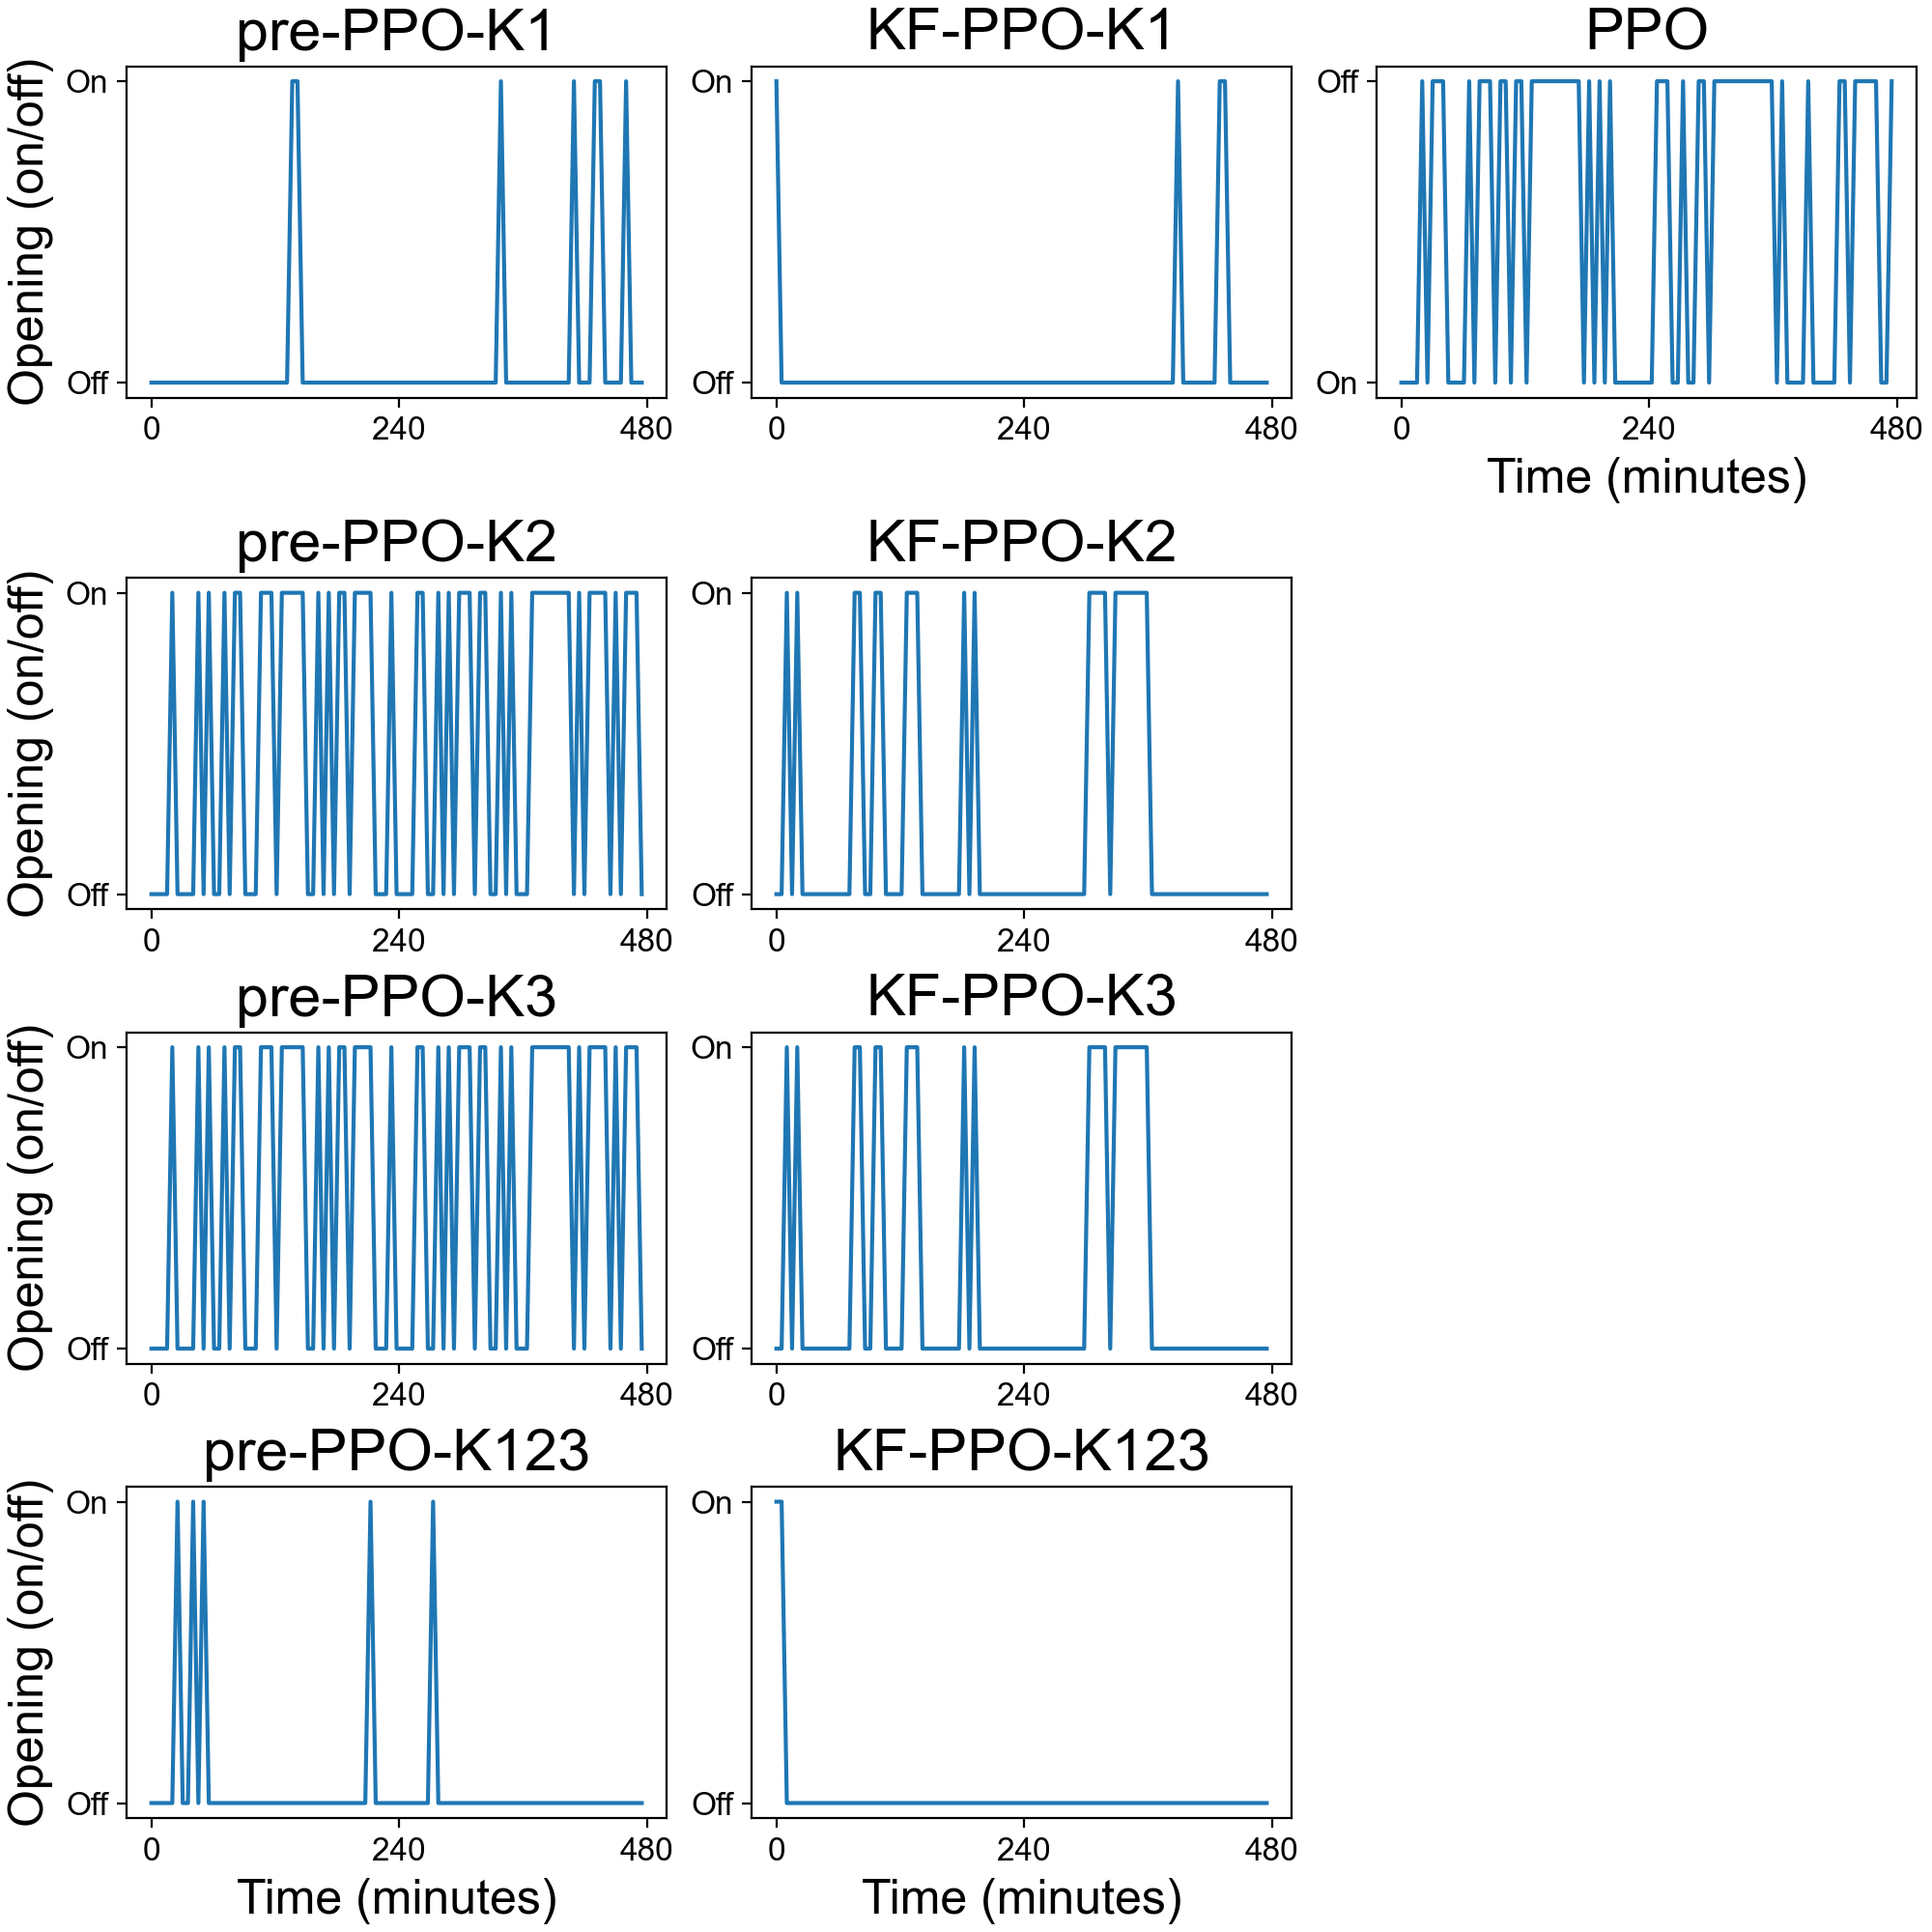 pre-PPO-K1
KF-PPO-K1
PPO
Opening (on/off)
On
Off
0 240 480
On
Off
0 240 480
Off
On
0 240 480
Time (minutes)
pre-PPO-K2
KF-PPO-K2
Opening (on/off)
On
Off
0 240 480
On
Off
0 240 480
pre-PPO-K3
KF-PPO-K3
Opening (on/off)
On
Off
0 240 480
On
Off
0 240 480
pre-PPO-K123
KF-PPO-K123
Opening (on/off)
On
Off
0 240 480
Time (minutes)
On
Off
0 240 480
Time (minutes)